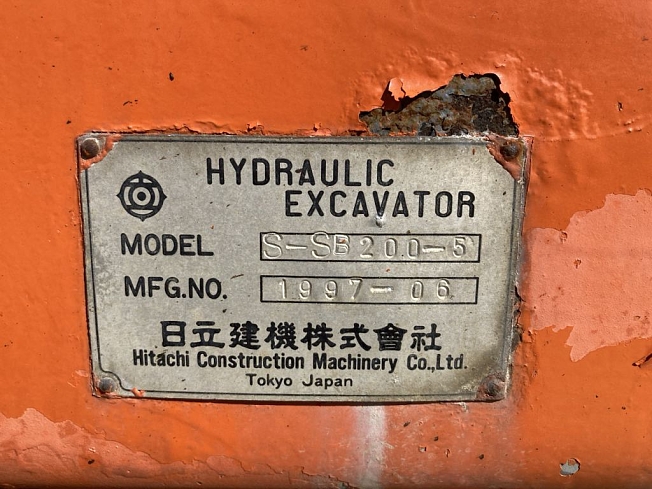 HYDRAULIC
EXCAVATOR
MODEL S-SB200-5
MFG.NO. 1997-06
日立建機株式會社
Hitachi Construction Machinery Co.,Ltd.
Tokyo Japan